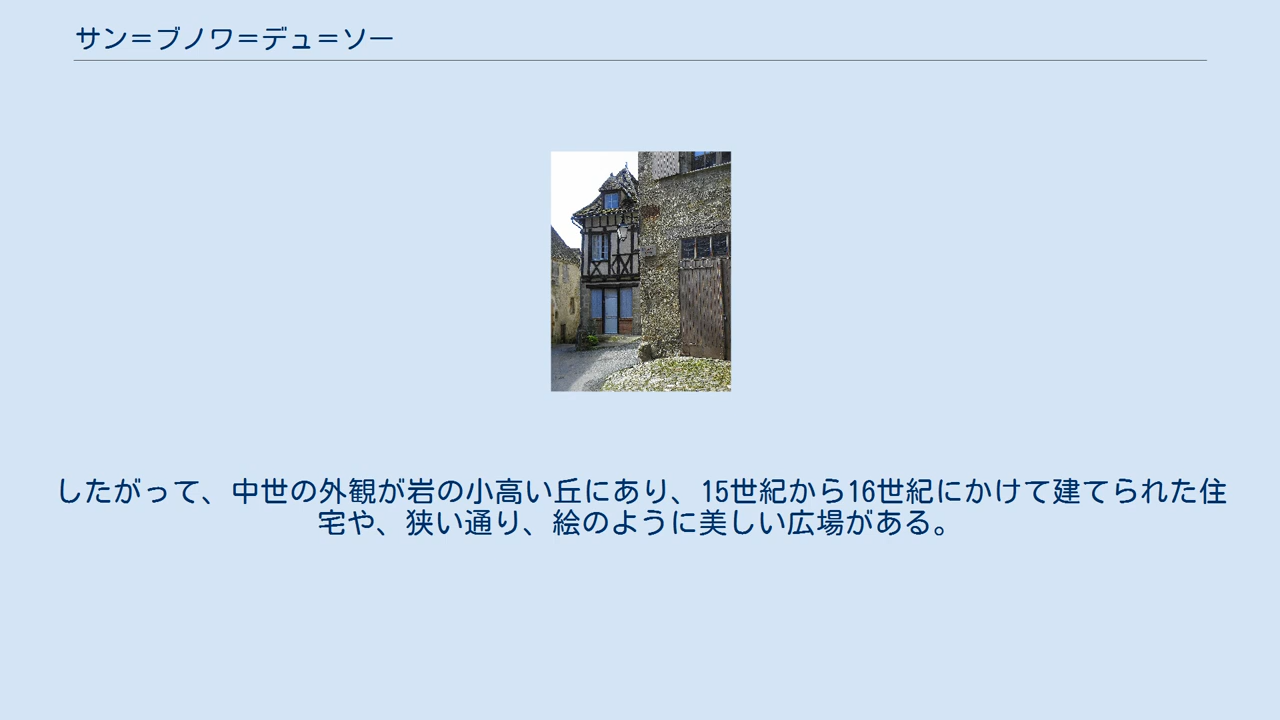 サン＝ブノワ＝デュ＝ソー
したがって、中世の外観が岩の小高い丘にあり、15世紀から16世紀にかけて建てられた住
宅や、狭い通り、絵のように美しい広場がある。